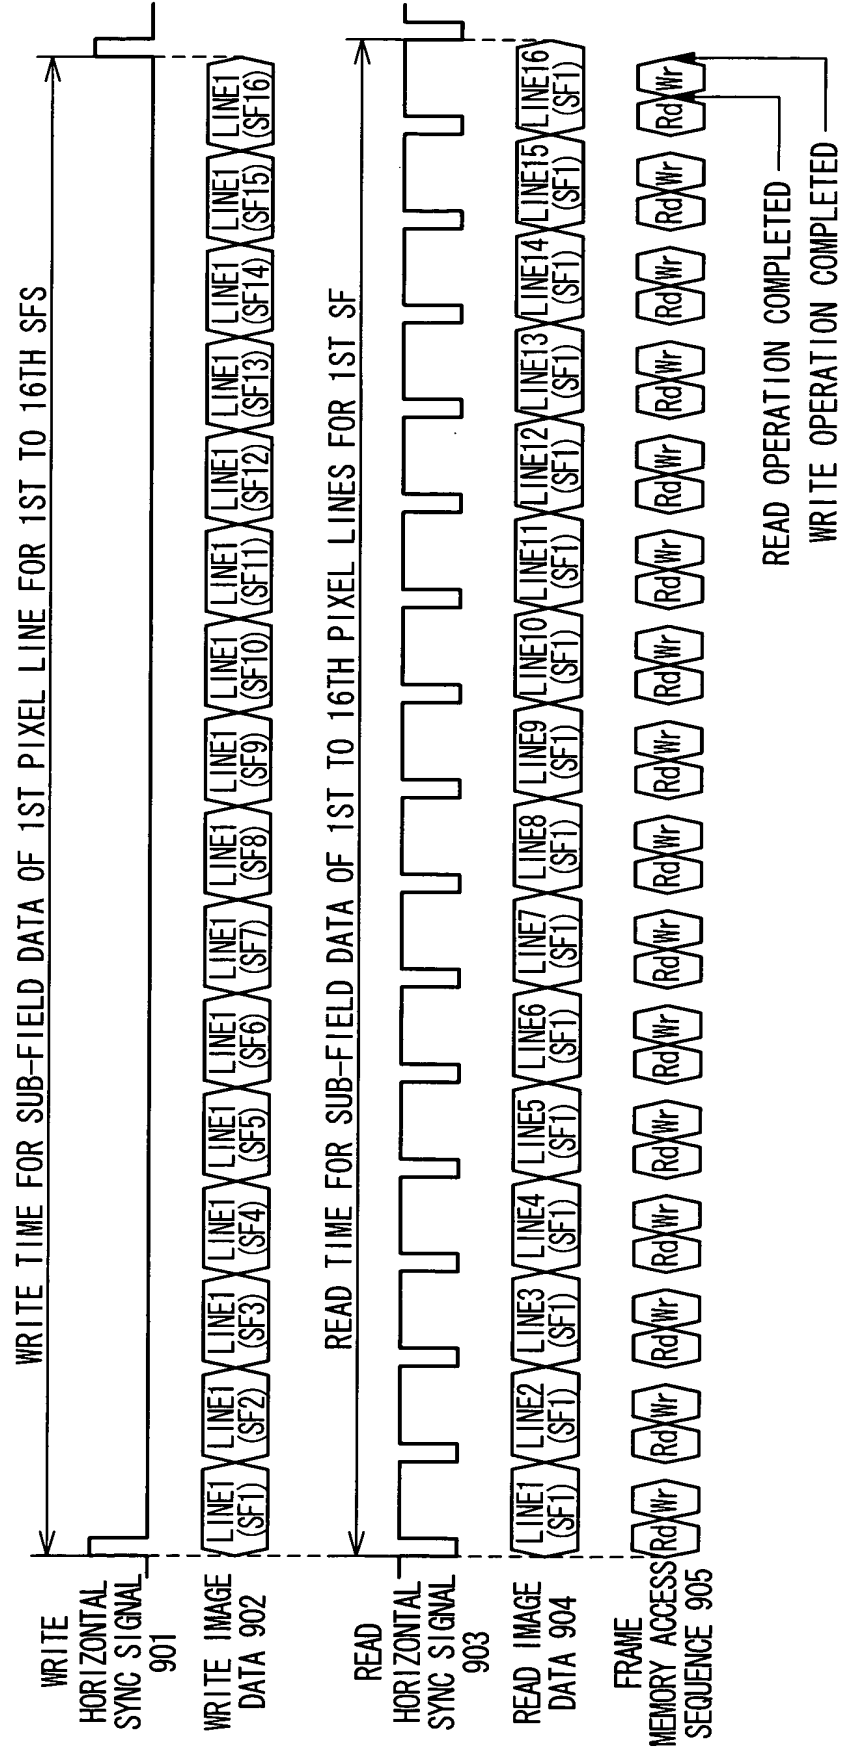 WRITE TIME FOR SUB-FIELD DATA OF 1ST PIXEL LINE FOR 1ST TO 16TH SFS
WRITE
HORIZONTAL
SYNC SIGNAL
901
WRITE IMAGE
DATA 902
LINE1
(SF1)
LINE1
(SF2)
LINE1
(SF3)
LINE1
(SF4)
LINE1
(SF5)
LINE1
(SF6)
LINE1
(SF7)
LINE1
(SF8)
LINE1
(SF9)
LINE1
(SF10)
LINE1
(SF11)
LINE1
(SF12)
LINE1
(SF13)
LINE1
(SF14)
LINE1
(SF15)
LINE1
(SF16)
READ TIME FOR SUB-FIELD DATA OF 1ST TO 16TH PIXEL LINES FOR 1ST SF
READ
HORIZONTAL
SYNC SIGNAL
903
READ IMAGE
DATA 904
LINE1
(SF1)
LINE2
(SF1)
LINE3
(SF1)
LINE4
(SF1)
LINE5
(SF1)
LINE6
(SF1)
LINE7
(SF1)
LINE8
(SF1)
LINE9
(SF1)
LINE10
(SF1)
LINE11
(SF1)
LINE12
(SF1)
LINE13
(SF1)
LINE14
(SF1)
LINE15
(SF1)
LINE16
(SF1)
FRAME
MEMORY ACCESS
SEQUENCE 905
Rd Wr Rd Wr Rd Wr Rd Wr Rd Wr Rd Wr Rd Wr Rd Wr Rd Wr Rd Wr Rd Wr Rd Wr Rd Wr Rd Wr Rd Wr Rd Wr
READ OPERATION COMPLETED
WRITE OPERATION COMPLETED